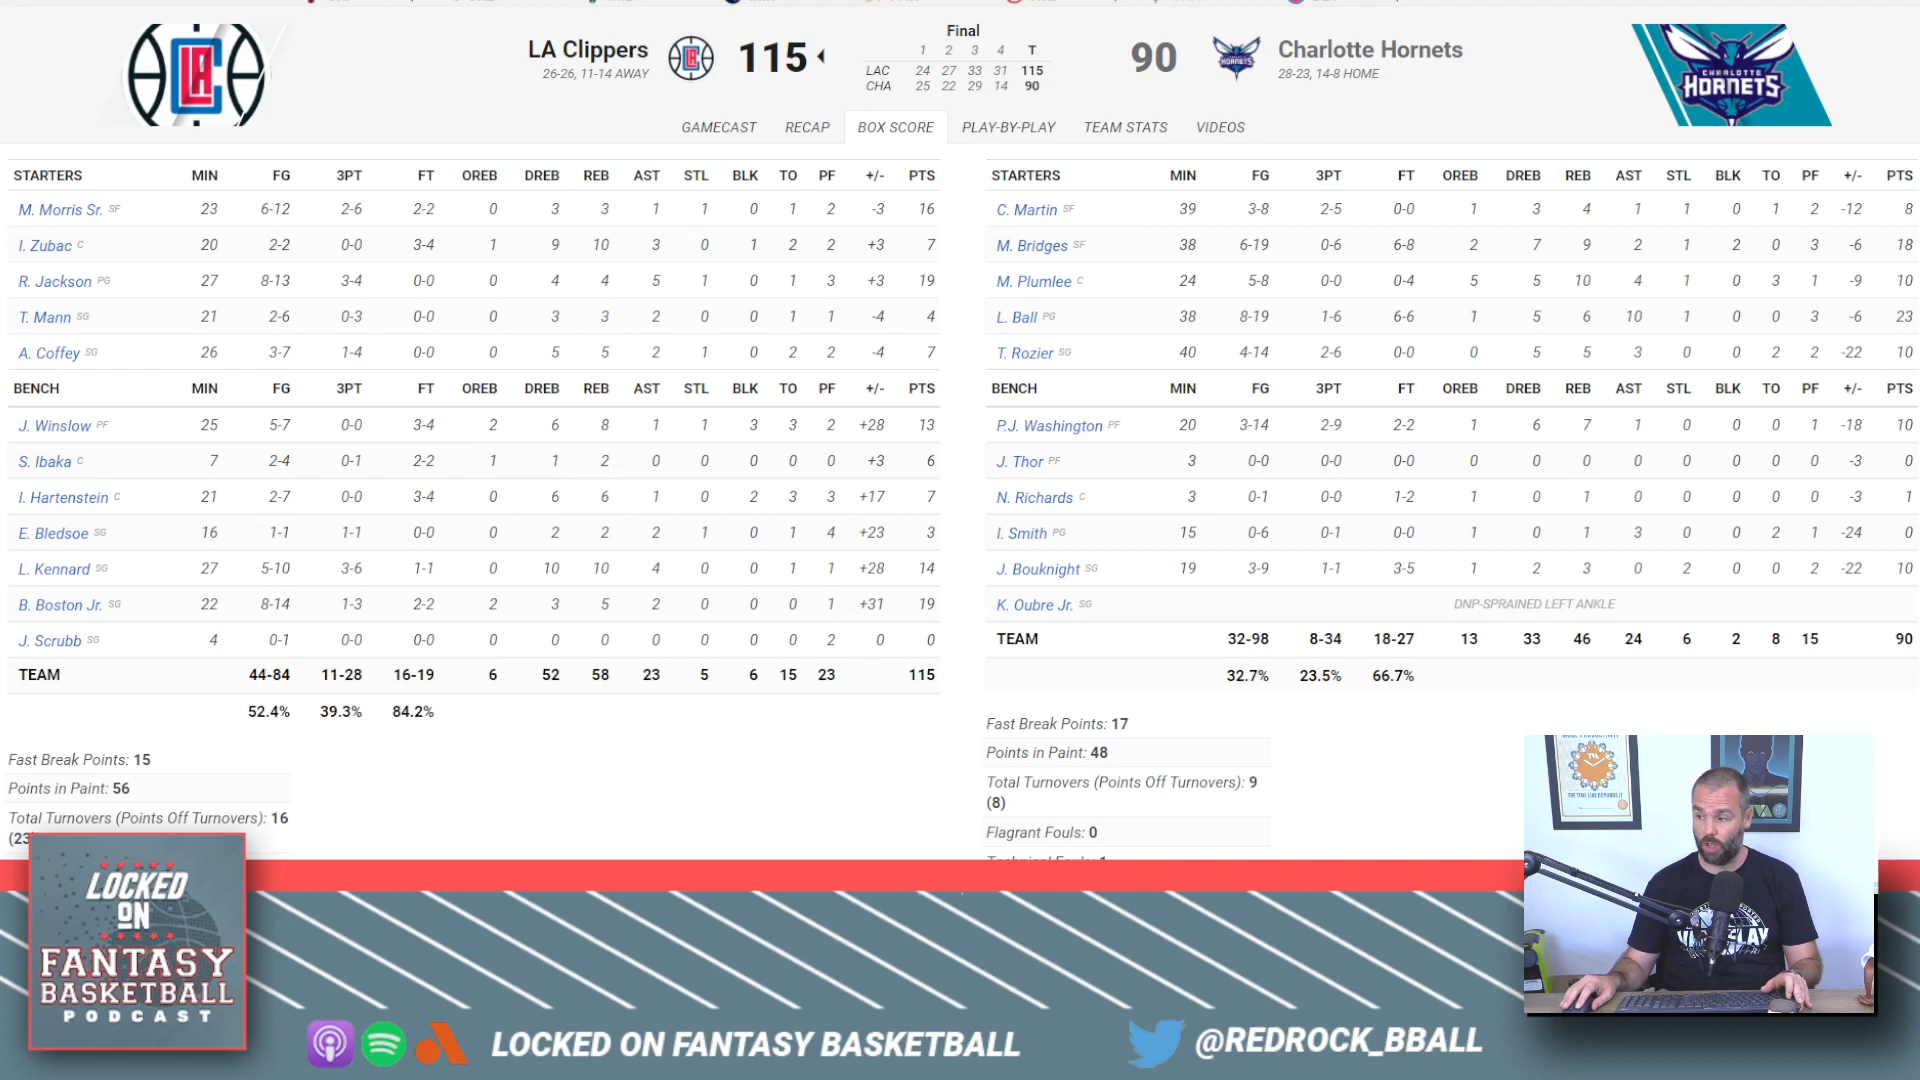 Final
LA Clippers 115 90 Charlotte Hornets
26-26, 11-14 AWAY 28-23, 14-8 HOME
1 2 3 4 T
LAC 24 27 33 31 115
CHA 25 22 29 14 90
CHARLOTTE
HORNETS
GAMECAST RECAP BOX SCORE PLAY-BY-PLAY TEAM STATS VIDEOS
STARTERS MIN FG 3PT FT OREB DREB REB AST STL BLK TO PF +/- PTS
M. Morris Sr. SF 23 6-12 2-6 2-2 0 3 3 1 1 0 1 2 -3 16
I. Zubac C 20 2-2 0-0 3-4 1 9 10 3 0 1 2 2 +3 7
R. Jackson PG 27 8-13 3-4 0-0 0 4 4 5 1 0 1 3 +3 19
T. Mann SG 21 2-6 0-3 0-0 0 3 3 2 0 0 1 1 -4 4
A. Coffey SG 26 3-7 1-4 0-0 0 5 5 2 1 0 2 2 -4 7
BENCH MIN FG 3PT FT OREB DREB REB AST STL BLK TO PF +/- PTS
J. Winslow PF 25 5-7 0-0 3-4 2 6 8 1 1 3 3 2 +28 13
S. Ibaka C 7 2-4 0-1 2-2 1 1 2 0 0 0 0 0 +3 6
I. Hartenstein C 21 2-7 0-0 3-4 0 6 6 1 0 2 3 3 +17 7
E. Bledsoe SG 16 1-1 1-1 0-0 0 2 2 2 1 0 1 4 +23 3
L. Kennard SG 27 5-10 3-6 1-1 0 10 10 4 0 0 1 1 +28 14
B. Boston Jr. SG 22 8-14 1-3 2-2 2 3 5 2 0 0 0 1 +31 19
J. Scrubb SG 4 0-1 0-0 0-0 0 0 0 0 0 0 0 2 0 0
TEAM 44-84 11-28 16-19 6 52 58 23 5 6 15 23 115
52.4% 39.3% 84.2%
Fast Break Points: 15
Points in Paint: 56
Total Turnovers (Points Off Turnovers): 16
(23
STARTERS MIN FG 3PT FT OREB DREB REB AST STL BLK TO PF +/- PTS
C. Martin SF 39 3-8 2-5 0-0 1 3 4 1 1 0 1 2 -12 8
M. Bridges SF 38 6-19 0-6 6-8 2 7 9 2 1 2 0 3 -6 18
M. Plumlee C 24 5-8 0-0 0-4 5 5 10 4 1 0 3 1 -9 10
L. Ball PG 38 8-19 1-6 6-6 1 5 6 10 1 0 0 3 -6 23
T. Rozier SG 40 4-14 2-6 0-0 0 5 5 3 0 0 2 2 -22 10
BENCH MIN FG 3PT FT OREB DREB REB AST STL BLK TO PF +/- PTS
P.J. Washington PF 20 3-14 2-9 2-2 1 6 7 1 0 0 0 1 -18 10
J. Thor PF 3 0-0 0-0 0-0 0 0 0 0 0 0 0 0 -3 0
N. Richards C 3 0-1 0-0 1-2 1 0 1 0 0 0 0 0 -3 1
I. Smith PG 15 0-6 0-1 0-0 1 0 1 3 0 0 2 1 -24 0
J. Bouknight SG 19 3-9 1-1 3-5 1 2 3 0 2 0 0 2 -22 10
K. Oubre Jr. SG DNP-SPRAINED LEFT ANKLE
TEAM 32-98 8-34 18-27 13 33 46 24 6 2 8 15 90
32.7% 23.5% 66.7%
Fast Break Points: 17
Points in Paint: 48
Total Turnovers (Points Off Turnovers): 9
(8)
Flagrant Fouls: 0
Technical Fouls: 1
LOCKED
ON
FANTASY
BASKETBALL
PODCAST
LOCKED ON FANTASY BASKETBALL
@REDROCK_BBALL